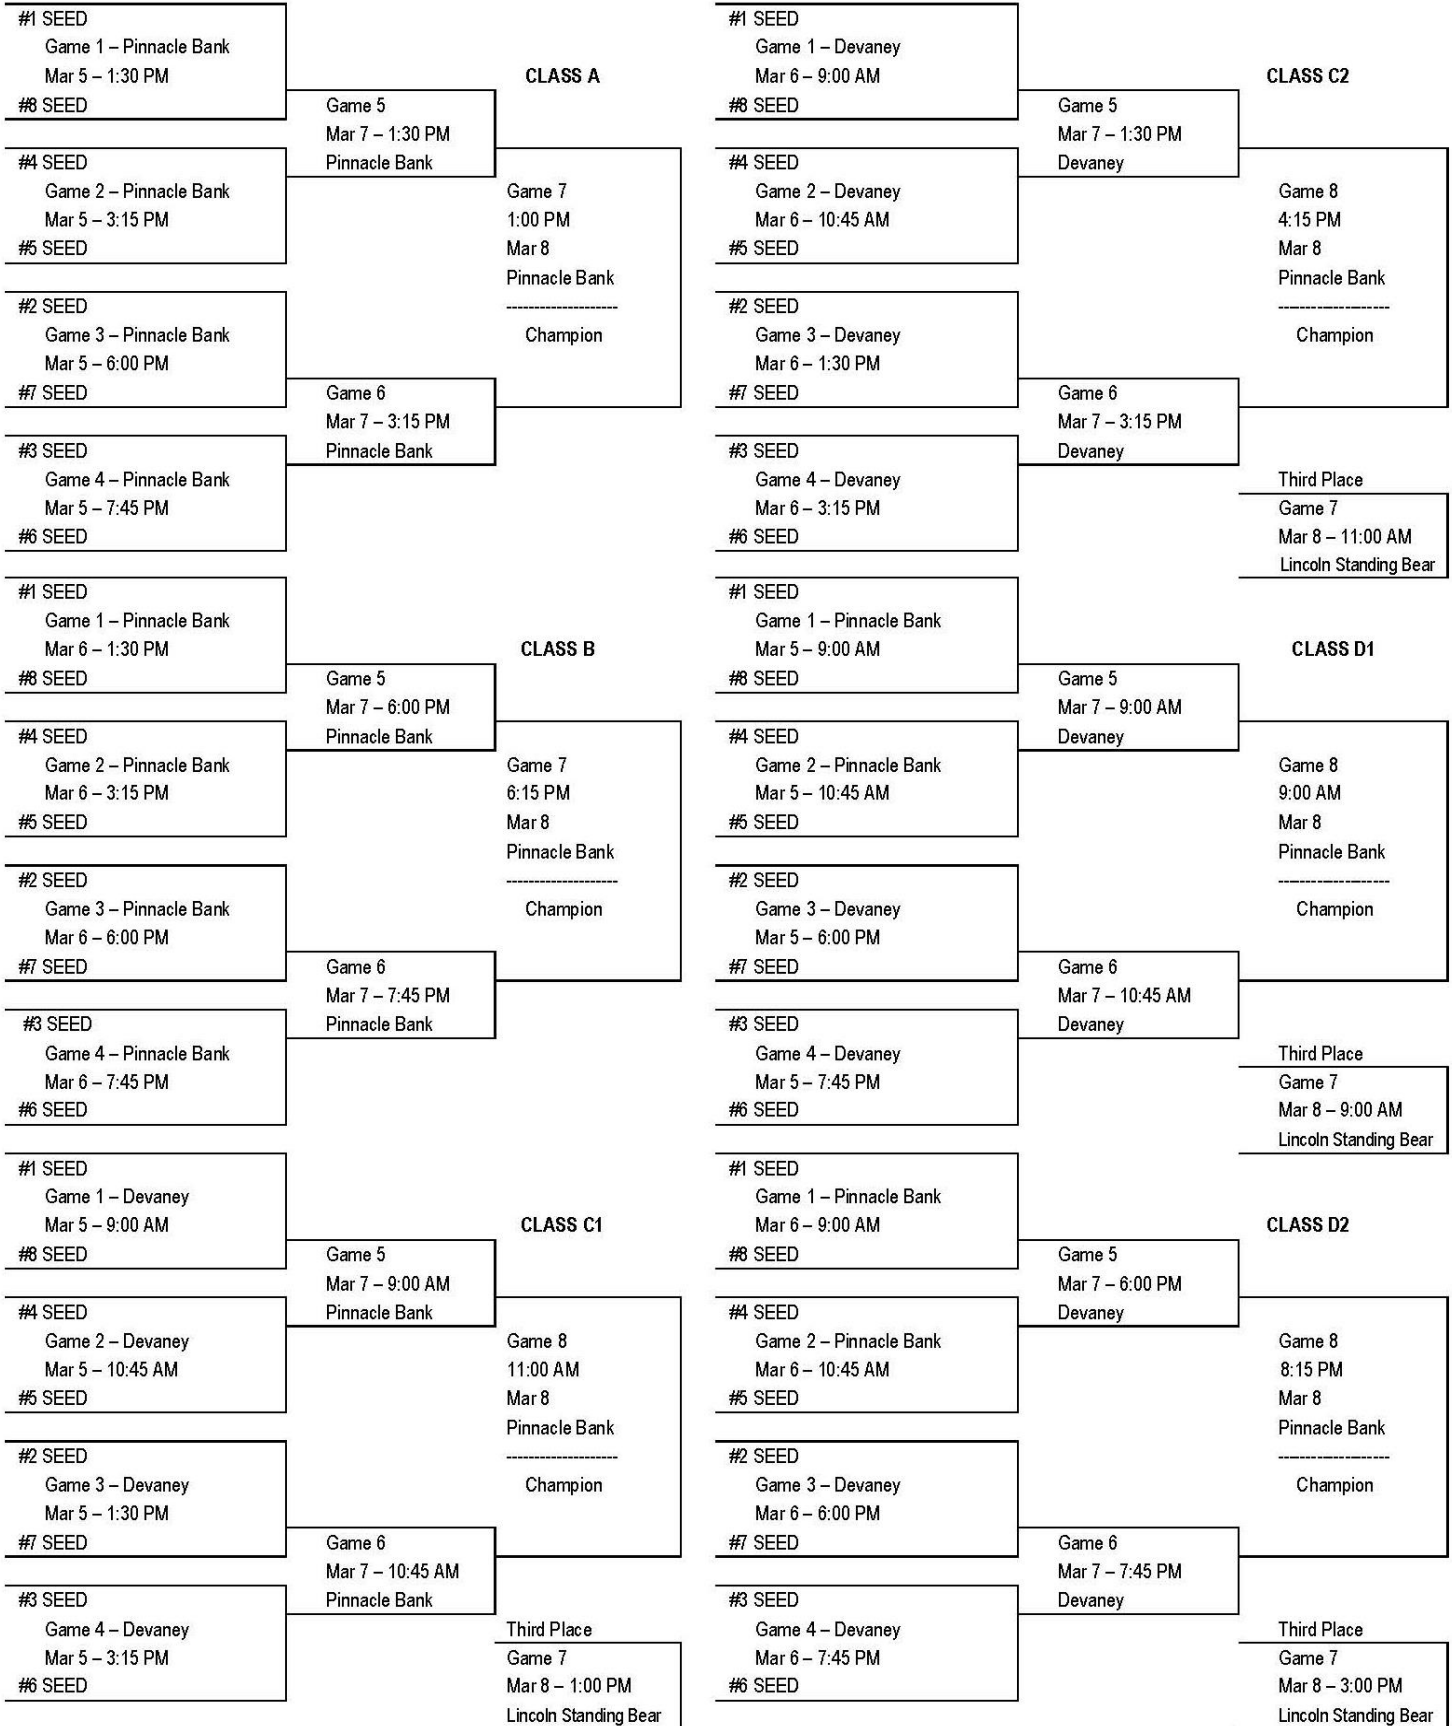 #1 SEED
Game 1 – Pinnacle Bank
Mar 5 – 1:30 PM
#8 SEED
#4 SEED
Game 2 – Pinnacle Bank
Mar 5 – 3:15 PM
#5 SEED
#2 SEED
Game 3 – Pinnacle Bank
Mar 5 – 6:00 PM
#7 SEED
#3 SEED
Game 4 – Pinnacle Bank
Mar 5 – 7:45 PM
#6 SEED
Game 5
Mar 7 – 1:30 PM
Pinnacle Bank
Game 6
Mar 7 – 3:15 PM
Pinnacle Bank
CLASS A
Game 7
1:00 PM
Mar 8
Pinnacle Bank
--------------------
Champion
#1 SEED
Game 1 – Devaney
Mar 6 – 9:00 AM
#8 SEED
#4 SEED
Game 2 – Devaney
Mar 6 – 10:45 AM
#5 SEED
#2 SEED
Game 3 – Devaney
Mar 6 – 1:30 PM
#7 SEED
#3 SEED
Game 4 – Devaney
Mar 6 – 3:15 PM
#6 SEED
Game 5
Mar 7 – 1:30 PM
Devaney
Game 6
Mar 7 – 3:15 PM
Devaney
CLASS C2
Game 8
4:15 PM
Mar 8
Pinnacle Bank
--------------------
Champion
Third Place
Game 7
Mar 8 – 11:00 AM
Lincoln Standing Bear
#1 SEED
Game 1 – Pinnacle Bank
Mar 6 – 1:30 PM
#8 SEED
#4 SEED
Game 2 – Pinnacle Bank
Mar 6 – 3:15 PM
#5 SEED
#2 SEED
Game 3 – Pinnacle Bank
Mar 6 – 6:00 PM
#7 SEED
#3 SEED
Game 4 – Pinnacle Bank
Mar 6 – 7:45 PM
#6 SEED
Game 5
Mar 7 – 6:00 PM
Pinnacle Bank
Game 6
Mar 7 – 7:45 PM
Pinnacle Bank
CLASS B
Game 7
6:15 PM
Mar 8
Pinnacle Bank
--------------------
Champion
#1 SEED
Game 1 – Pinnacle Bank
Mar 5 – 9:00 AM
#8 SEED
#4 SEED
Game 2 – Pinnacle Bank
Mar 5 – 10:45 AM
#5 SEED
#2 SEED
Game 3 – Devaney
Mar 5 – 6:00 PM
#7 SEED
#3 SEED
Game 4 – Devaney
Mar 5 – 7:45 PM
#6 SEED
Game 5
Mar 7 – 9:00 AM
Devaney
Game 6
Mar 7 – 10:45 AM
Devaney
CLASS D1
Game 8
9:00 AM
Mar 8
Pinnacle Bank
--------------------
Champion
Third Place
Game 7
Mar 8 – 9:00 AM
Lincoln Standing Bear
#1 SEED
Game 1 – Devaney
Mar 5 – 9:00 AM
#8 SEED
#4 SEED
Game 2 – Devaney
Mar 5 – 10:45 AM
#5 SEED
#2 SEED
Game 3 – Devaney
Mar 5 – 1:30 PM
#7 SEED
#3 SEED
Game 4 – Devaney
Mar 5 – 3:15 PM
#6 SEED
Game 5
Mar 7 – 9:00 AM
Pinnacle Bank
Game 6
Mar 7 – 10:45 AM
Pinnacle Bank
CLASS C1
Game 8
11:00 AM
Mar 8
Pinnacle Bank
--------------------
Champion
Third Place
Game 7
Mar 8 – 1:00 PM
Lincoln Standing Bear
#1 SEED
Game 1 – Pinnacle Bank
Mar 6 – 9:00 AM
#8 SEED
#4 SEED
Game 2 – Pinnacle Bank
Mar 6 – 10:45 AM
#5 SEED
#2 SEED
Game 3 – Devaney
Mar 6 – 6:00 PM
#7 SEED
#3 SEED
Game 4 – Devaney
Mar 6 – 7:45 PM
#6 SEED
Game 5
Mar 7 – 6:00 PM
Devaney
Game 6
Mar 7 – 7:45 PM
Devaney
CLASS D2
Game 8
8:15 PM
Mar 8
Pinnacle Bank
--------------------
Champion
Third Place
Game 7
Mar 8 – 3:00 PM
Lincoln Standing Bear